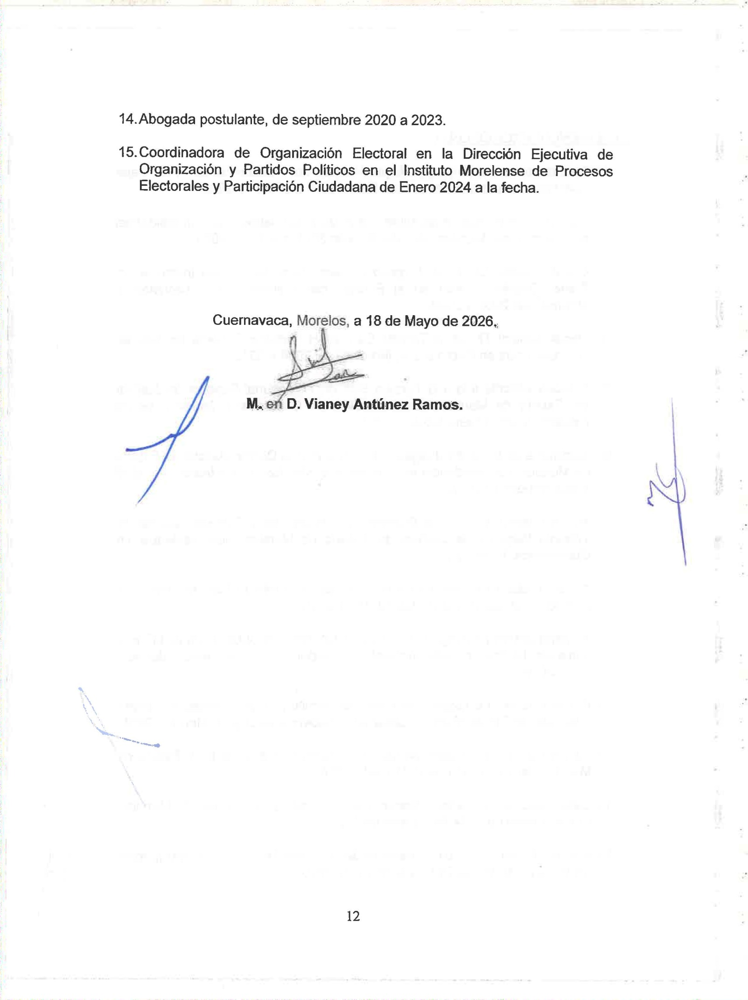 14. Abogada postulante, de septiembre 2020 a 2023.
15. Coordinadora de Organización Electoral en la Dirección Ejecutiva de
Organización y Partidos Políticos en el Instituto Morelense de Procesos
Electorales y Participación Ciudadana de Enero 2024 a la fecha.
Cuernavaca, Morelos, a 18 de Mayo de 2026.
M. en D. Vianey Antúnez Ramos.
12